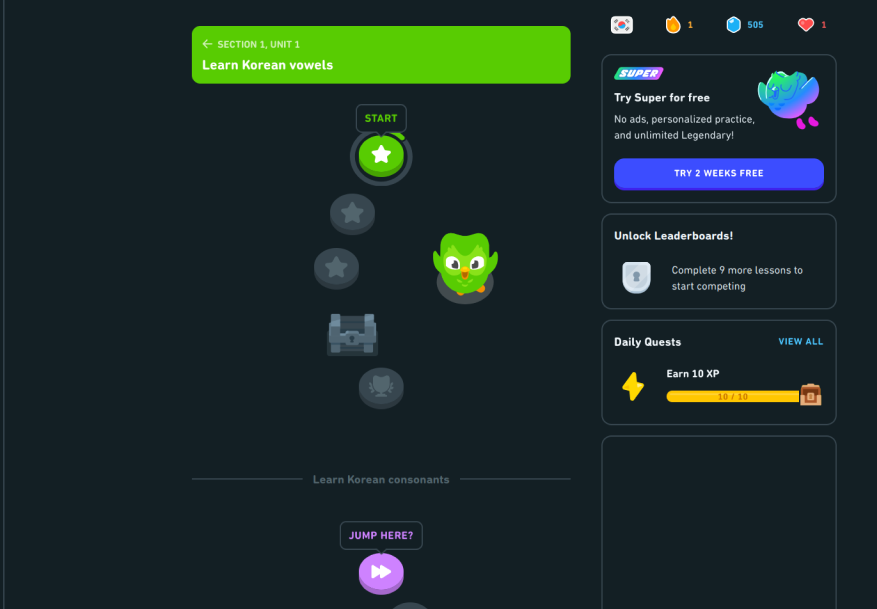 SECTION 1, UNIT 1
Learn Korean vowels
START
Learn Korean consonants
JUMP HERE?
1
505
1
SUPER
Try Super for free
No ads, personalized practice,
and unlimited Legendary!
TRY 2 WEEKS FREE
Unlock Leaderboards!
Complete 9 more lessons to
start competing
Daily Quests
VIEW ALL
Earn 10 XP
10 / 10